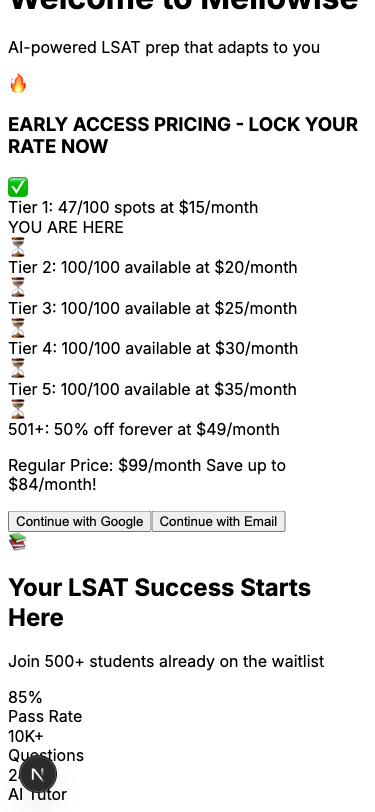 Welcome to Mellowise
AI-powered LSAT prep that adapts to you
EARLY ACCESS PRICING - LOCK YOUR
RATE NOW
Tier 1: 47/100 spots at $15/month
YOU ARE HERE
Tier 2: 100/100 available at $20/month
Tier 3: 100/100 available at $25/month
Tier 4: 100/100 available at $30/month
Tier 5: 100/100 available at $35/month
501+: 50% off forever at $49/month
Regular Price: $99/month Save up to
$84/month!
Continue with Google Continue with Email
Your LSAT Success Starts
Here
Join 500+ students already on the waitlist
85%
Pass Rate
10K+
Questions
N
AI Tutor